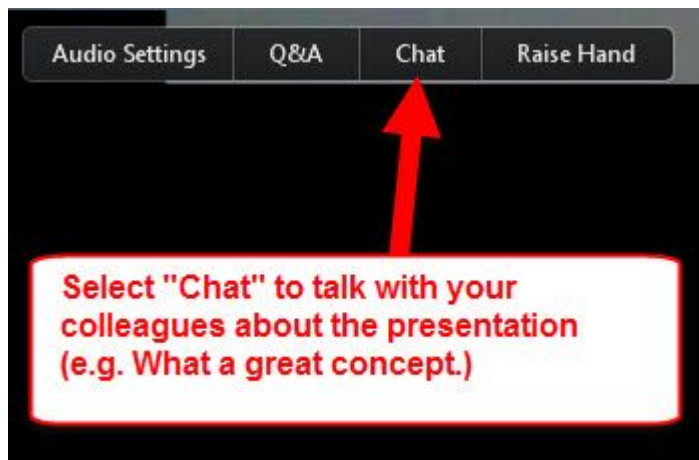 Audio Settings Q&A Chat Raise Hand
Select "Chat" to talk with your
colleagues about the presentation
(e.g. What a great concept.)